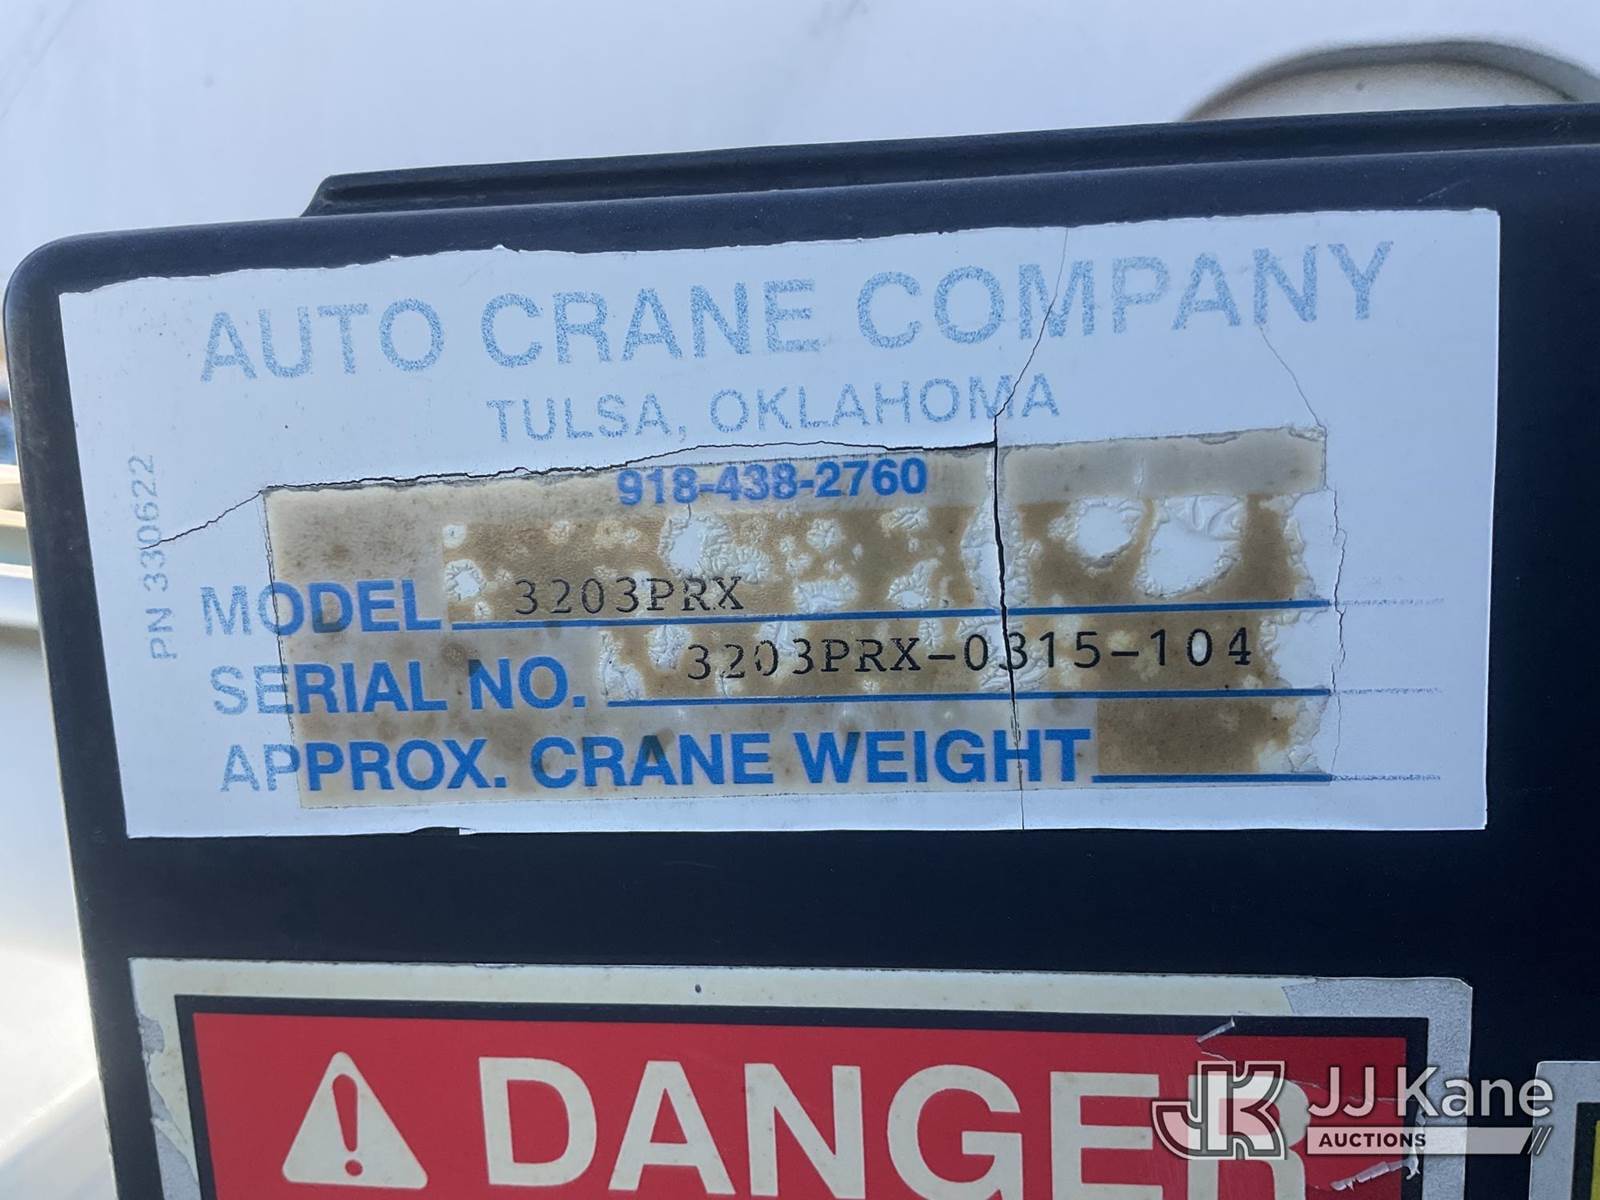 AUTO CRANE COMPANY
TULSA, OKLAHOMA
918-438-2760
PN 330622
MODEL 3203PRX
SERIAL NO. 3203PRX-0315-104
APPROX. CRANE WEIGHT
DANGER
JK JJ Kane
AUCTIONS